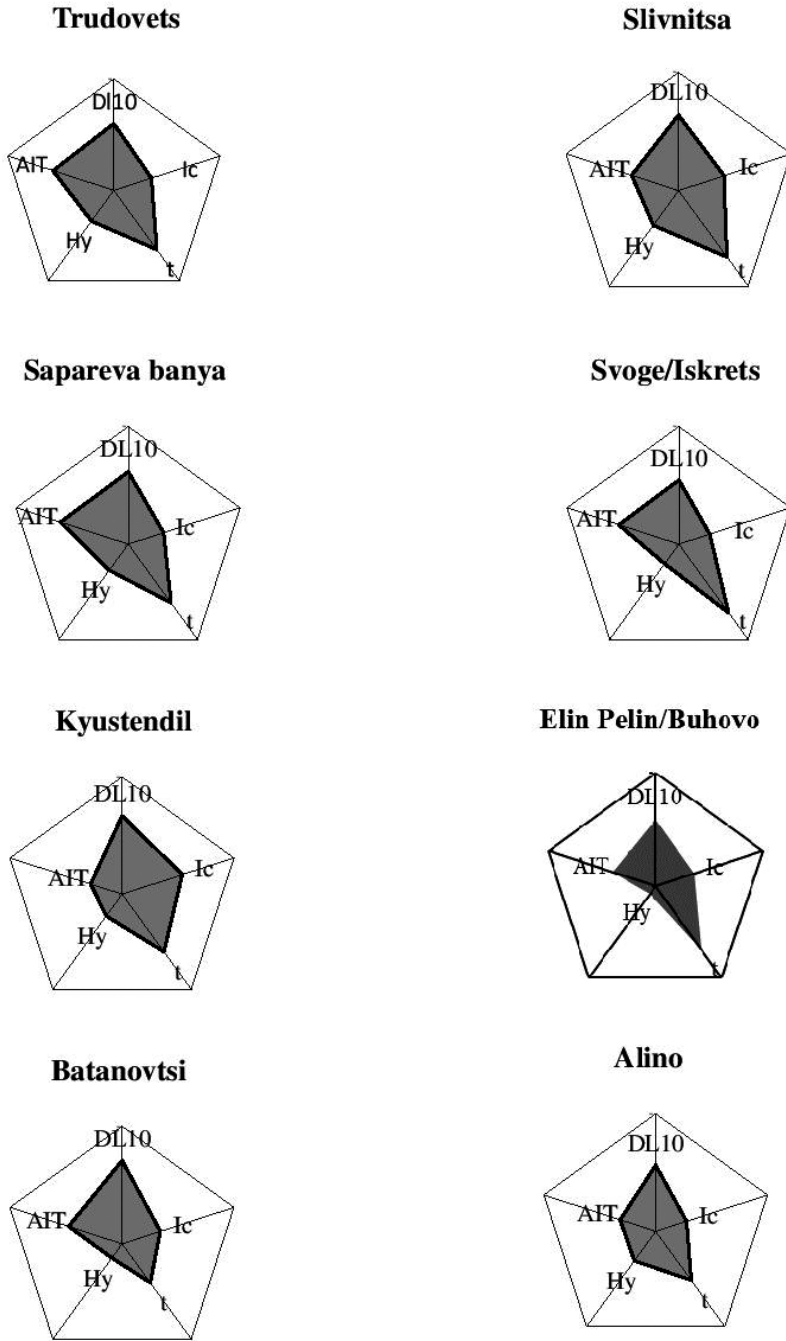 Trudovets
Dl10
AIT
Ic
Hy
t
Slivnitsa
DL10
AIT
Ic
Hy
t
Sapareva banya
DL10
AIT
Ic
Hy
t
Svoge/Iskrets
DL10
AIT
Ic
Hy
t
Kyustendil
DL10
AIT
Ic
Hy
t
Elin Pelin/Buhovo
DL10
AIT
Ic
Hy
t
Batanovtsi
DL10
AIT
Ic
Hy
t
Alino
DL10
AIT
Ic
Hy
t